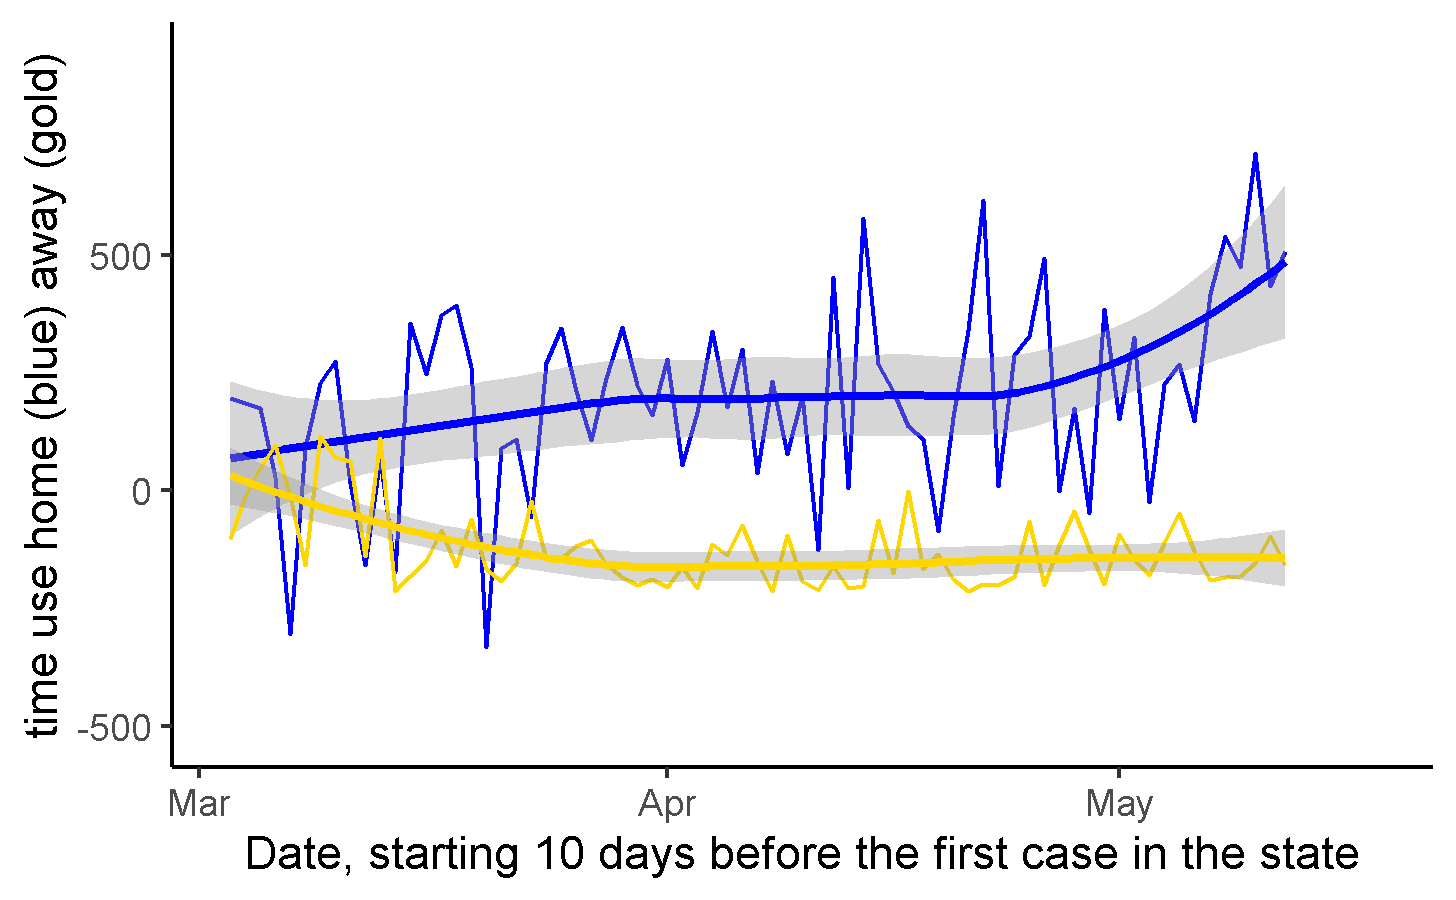 time use home (blue) away (gold)
500
0
-500
Mar Apr May
Date, starting 10 days before the first case in the state